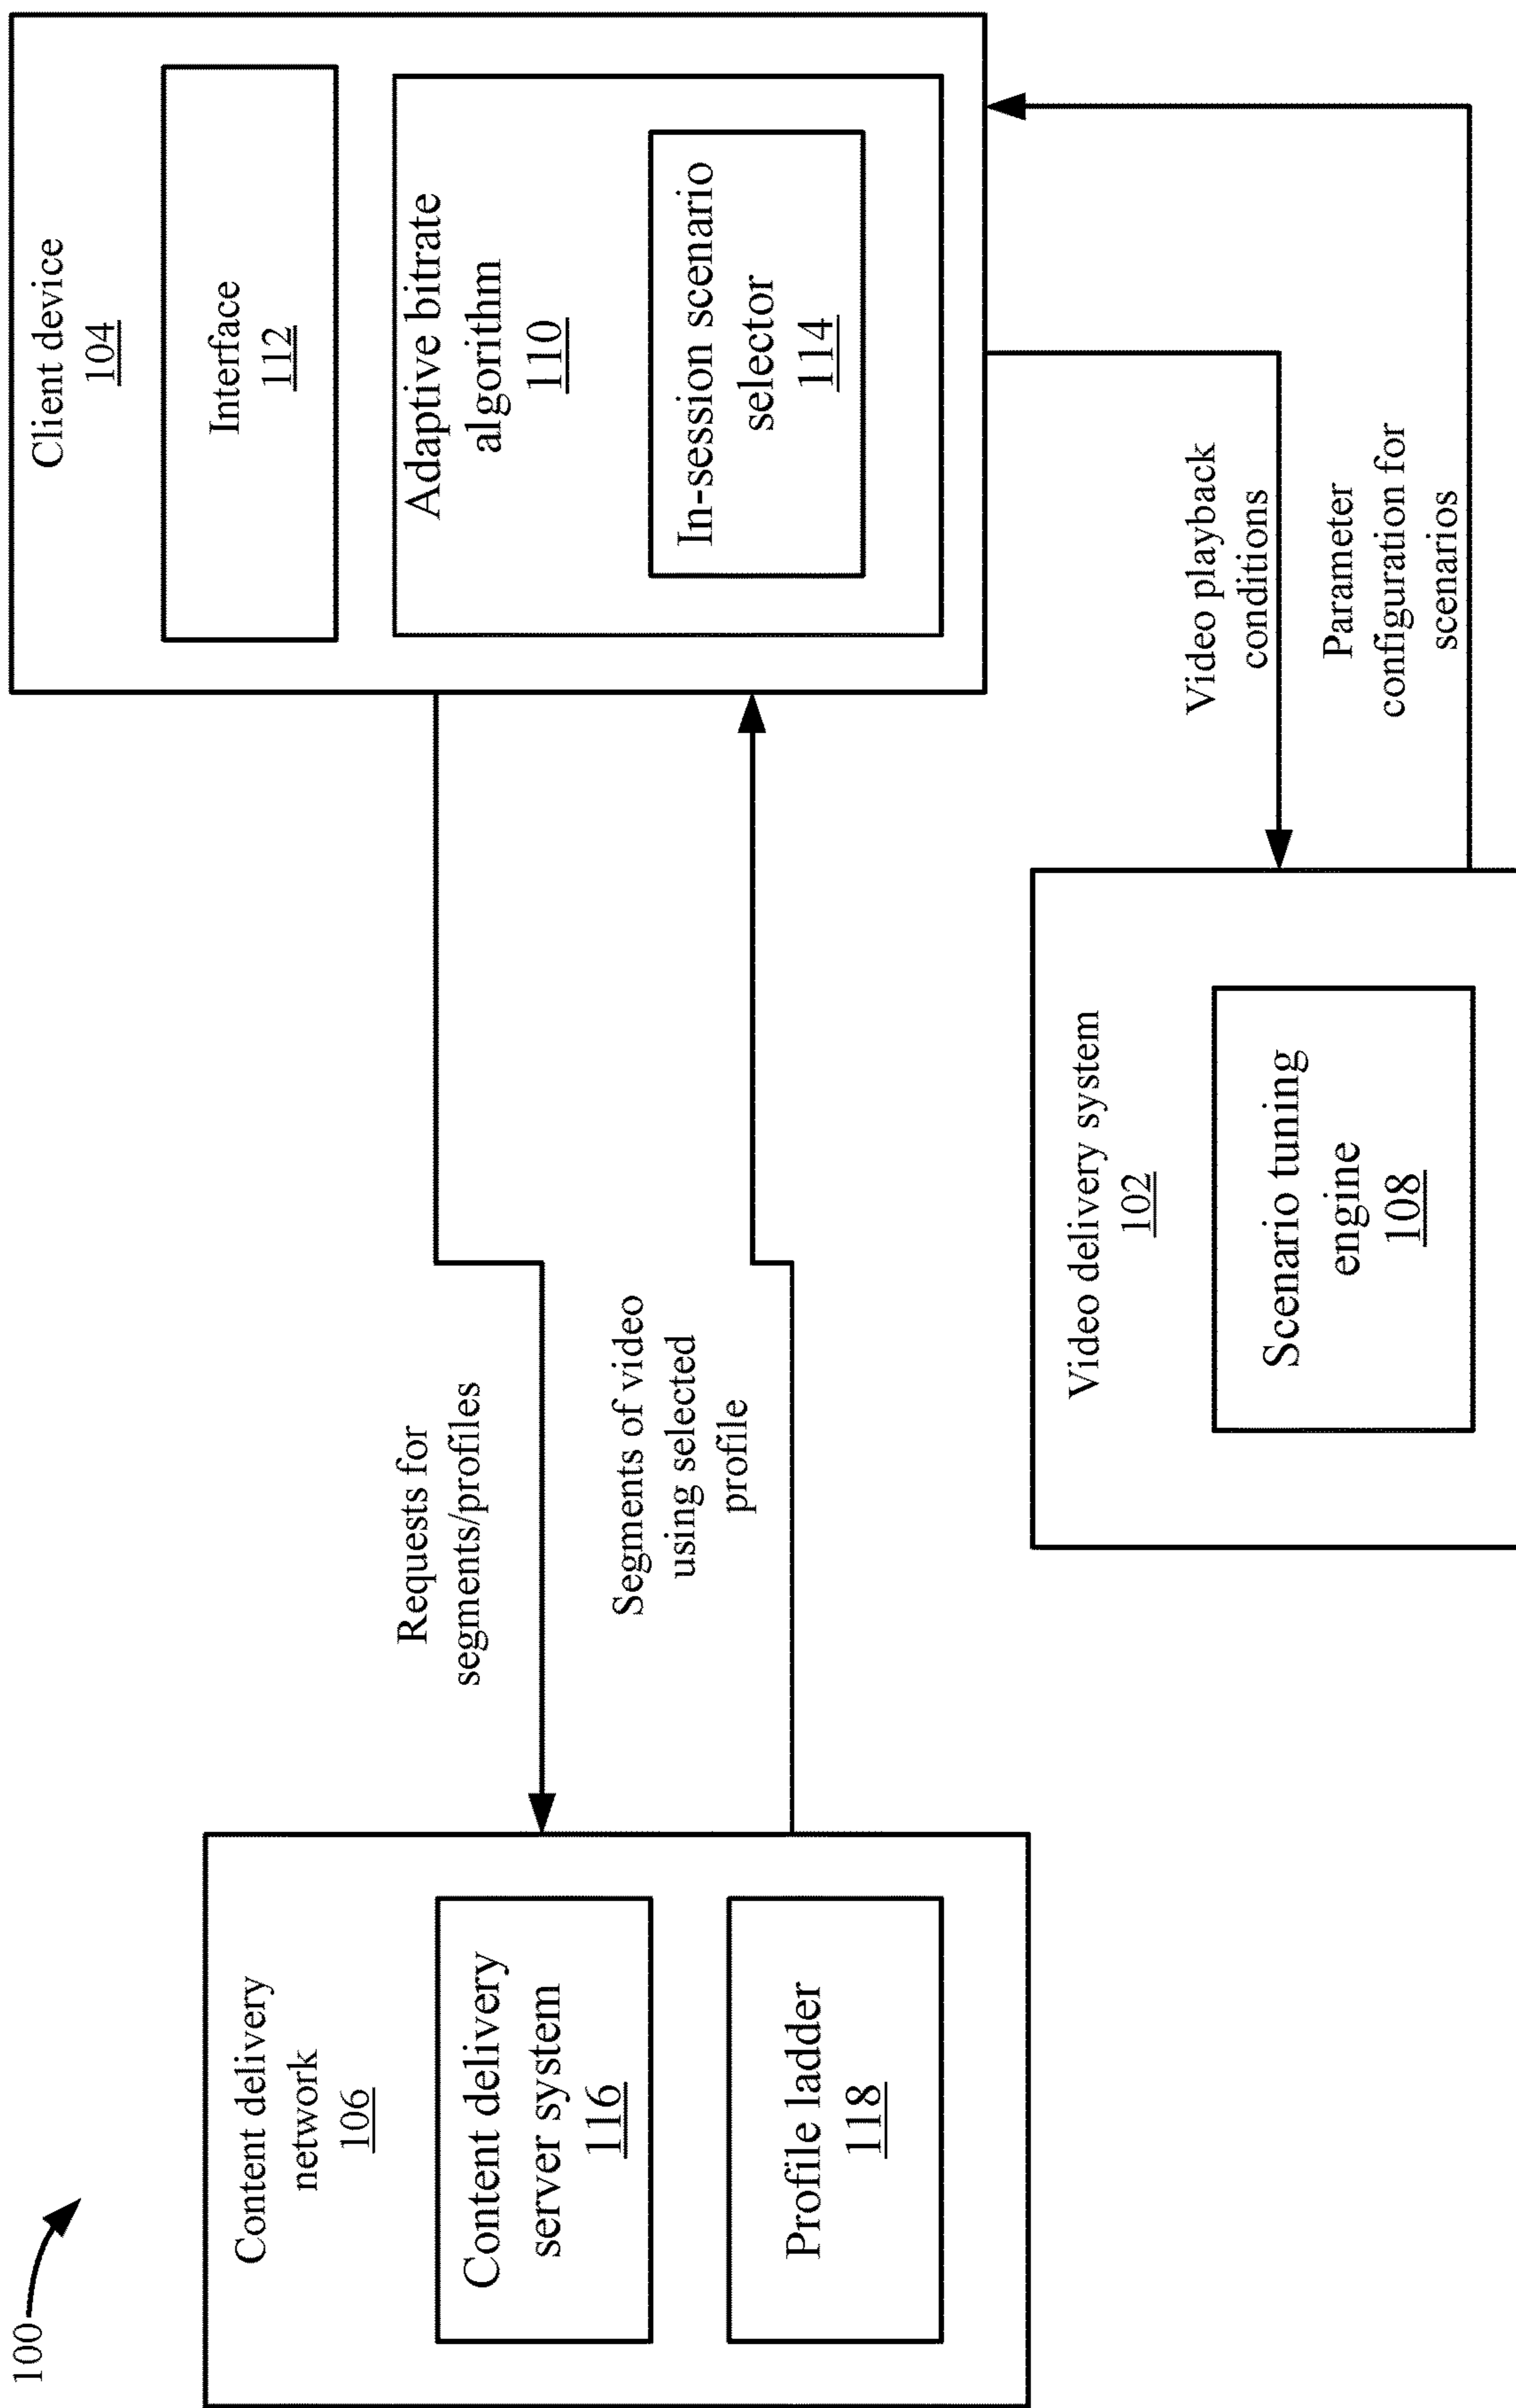 100
Content delivery
network
106
Content delivery
server system
116
Profile ladder
118
Requests for
segments/profiles
Segments of video
using selected
profile
Client device
104
Interface
112
Adaptive bitrate
algorithm
110
In-session scenario
selector
114
Video playback
conditions
Parameter
configuration for
scenarios
Video delivery system
102
Scenario tuning
engine
108